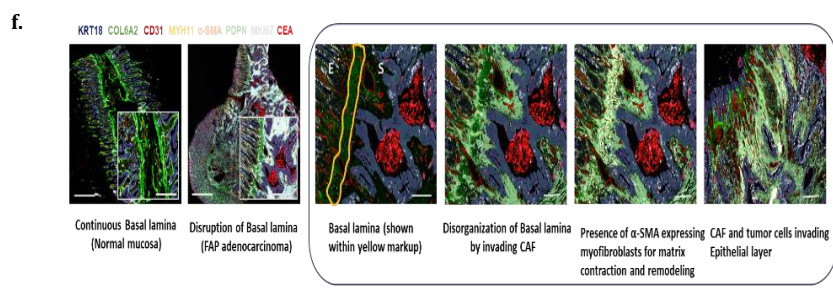 f.
KRT18 COL6A2 CD31 MYH11 α-SMA PDPN MKI67 CEA
E S
Continuous Basal lamina
(Normal mucosa)
Disruption of Basal lamina
(FAP adenocarcinoma)
Basal lamina (shown
within yellow markup)
Disorganization of Basal lamina
by invading CAF
Presence of α-SMA expressing
myofibroblasts for matrix
contraction and remodeling
CAF and tumor cells invading
Epithelial layer